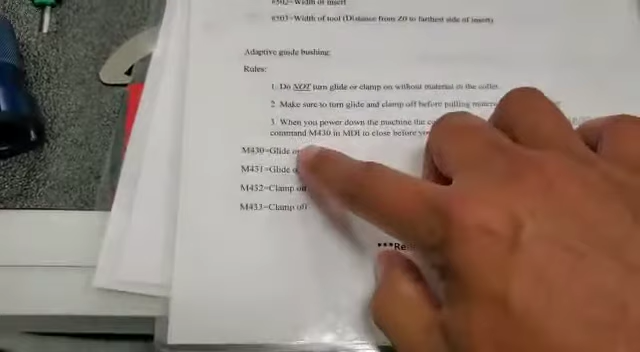 #502=Width of insert
#503=Width of tool (Distance from Z0 to farthest side of insert)
Adaptive guide bushing:
Rules:
1. Do NOT turn glide or clamp on without material in the collet.
2. Make sure to turn glide and clamp off before pulling
3. When you power down the machine the
command M430 in MDI to close before
M430=Glide
M431=Glide
M432=Clamp on
M433=Clamp off
***Re